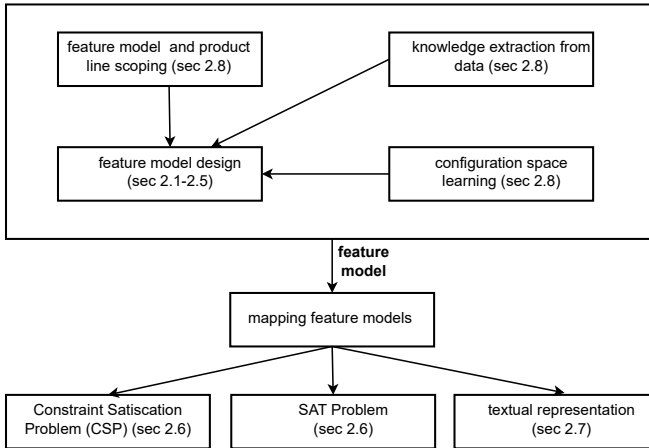 feature model and product
line scoping (sec 2.8)
knowledge extraction from
data (sec 2.8)
feature model design
(sec 2.1-2.5)
configuration space
learning (sec 2.8)
feature
model
mapping feature models
Constraint Satiscation
Problem (CSP) (sec 2.6)
SAT Problem
(sec 2.6)
textual representation
(sec 2.7)